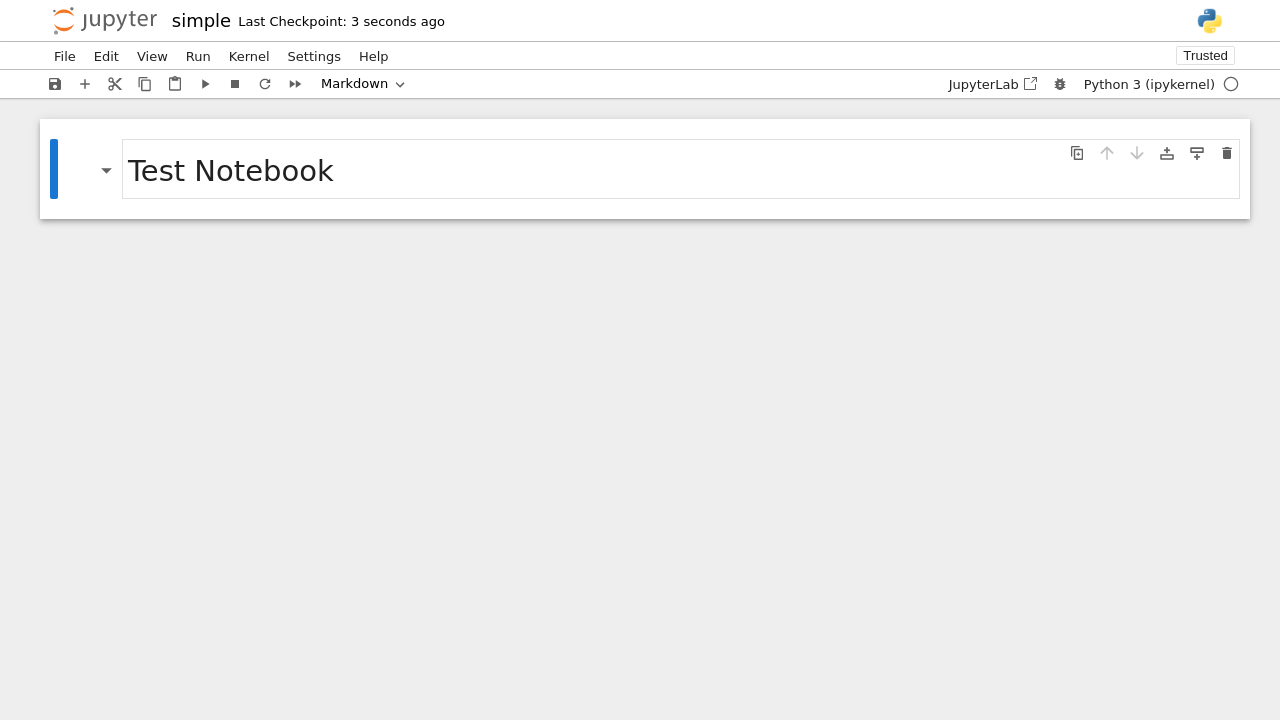 jupyter simple Last Checkpoint: 3 seconds ago
File Edit View Run Kernel Settings Help Trusted
Markdown JupyterLab Python 3 (ipykernel)
Test Notebook